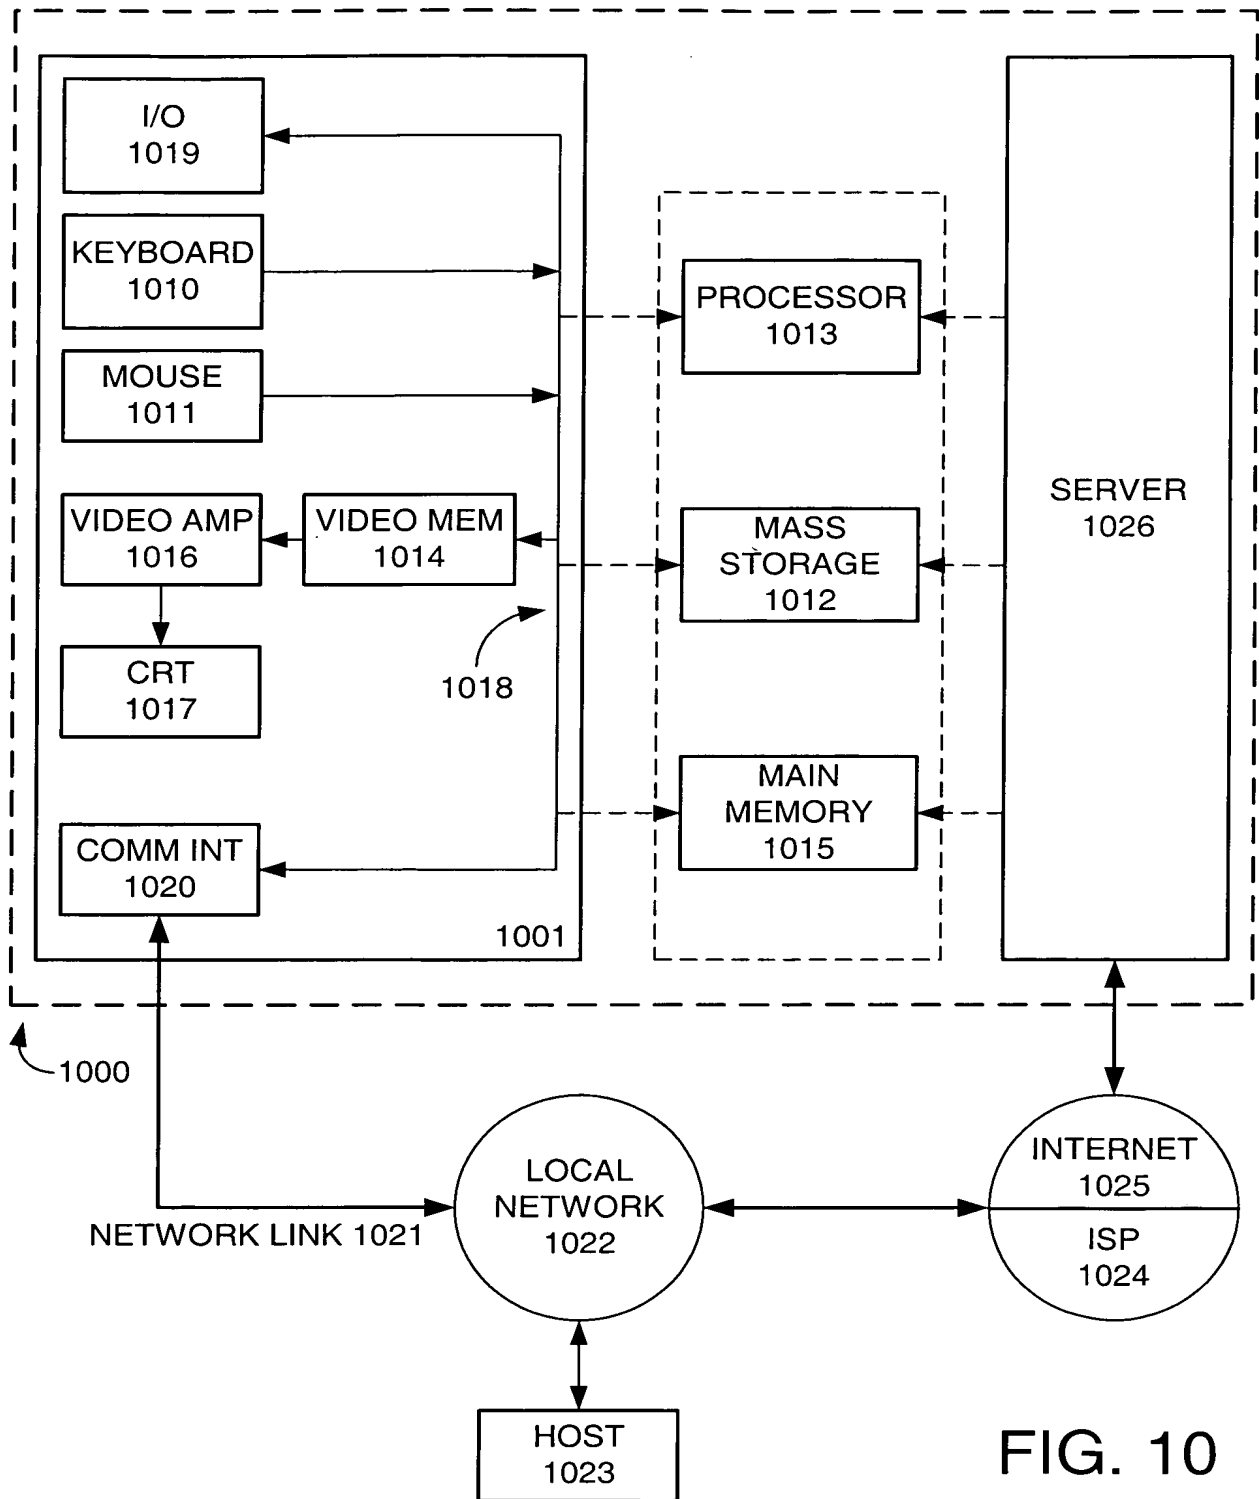 I/O
1019
KEYBOARD
1010
MOUSE
1011
VIDEO AMP
1016
VIDEO MEM
1014
CRT
1017
1018
COMM INT
1020
1001
PROCESSOR
1013
MASS
STORAGE
1012
MAIN
MEMORY
1015
SERVER
1026
1000
NETWORK LINK 1021
LOCAL
NETWORK
1022
INTERNET
1025
ISP
1024
HOST
1023
FIG. 10